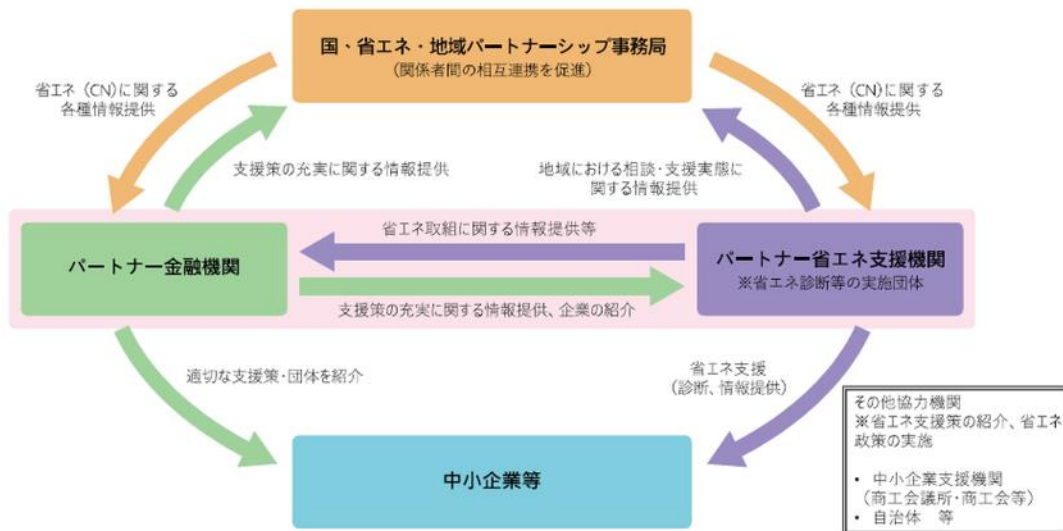 国、省エネ・地域パートナーシップ事務局
(関係者間の相互連携を促進)
省エネ (CN)に関する
各種情報提供
省エネ (CN)に関する
各種情報提供
支援策の充実に関する情報提供
地域における相談・支援実態に
関する情報提供
省エネ取組に関する情報提供等
パートナー金融機関
パートナー省エネ支援機関
※省エネ診断等の実施団体
支援策の充実に関する情報提供、企業の紹介
適切な支援策・団体を紹介
省エネ支援
(診断、情報提供)
中小企業等
その他協力機関
※省エネ支援策の紹介、省エネ
政策の実施
• 中小企業支援機関
(商工会議所・商工会等)
• 自治体 等